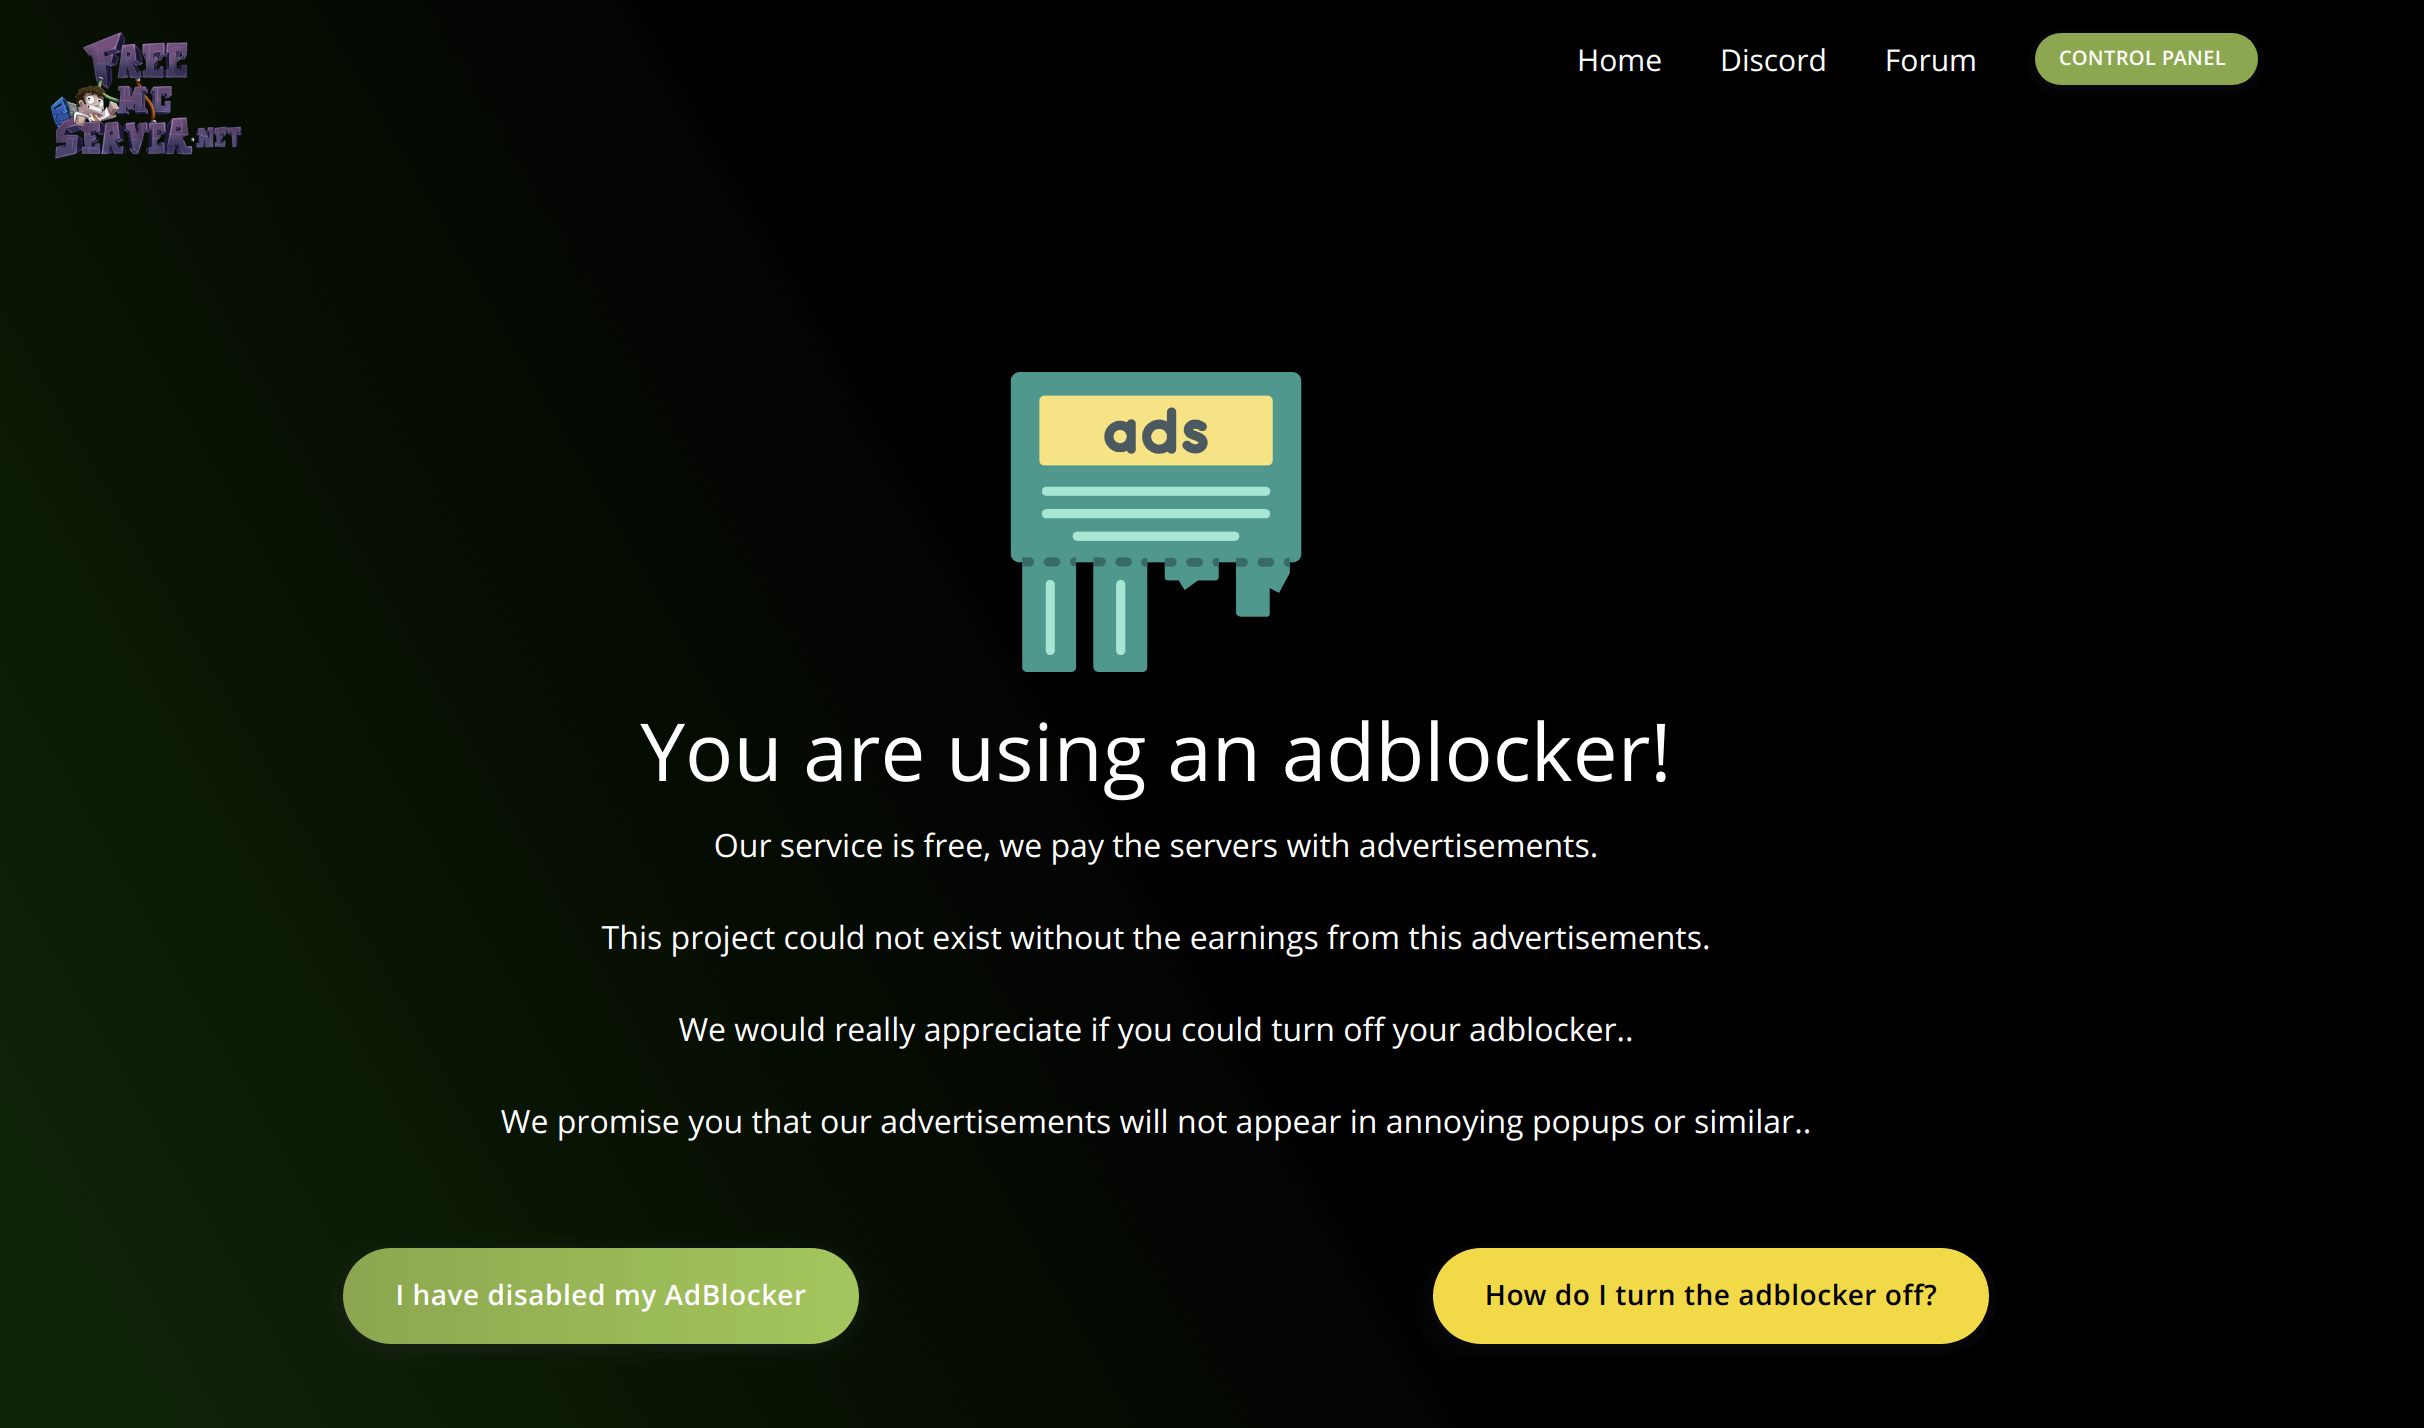 FREE
MC
SERVER.NET
Home
Discord
Forum
CONTROL PANEL
ads
You are using an adblocker!
Our service is free, we pay the servers with advertisements.
This project could not exist without the earnings from this advertisements.
We would really appreciate if you could turn off your adblocker..
We promise you that our advertisements will not appear in annoying popups or similar..
I have disabled my AdBlocker
How do I turn the adblocker off?